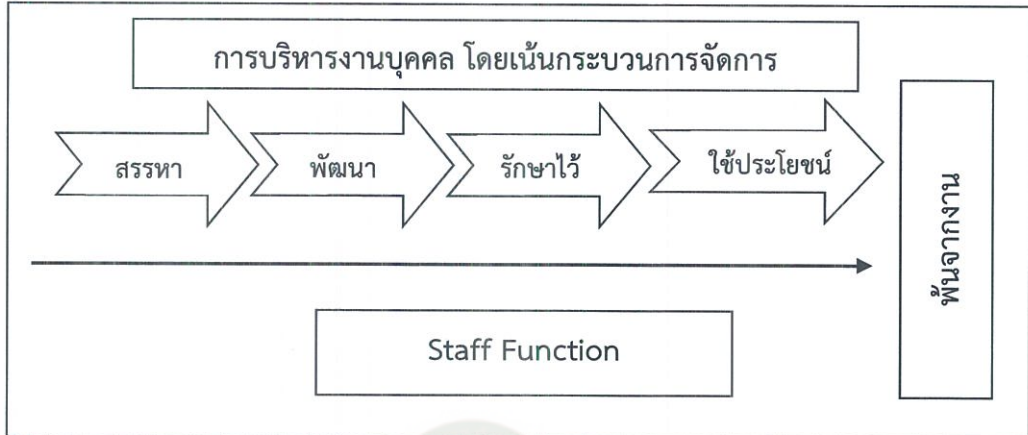 การบริหารงานบุคคล โดยเน้นกระบวนการจัดการ
สรรหา
พัฒนา
รักษาไว้
ใช้ประโยชน์
พ้นจากงาน
Staff Function